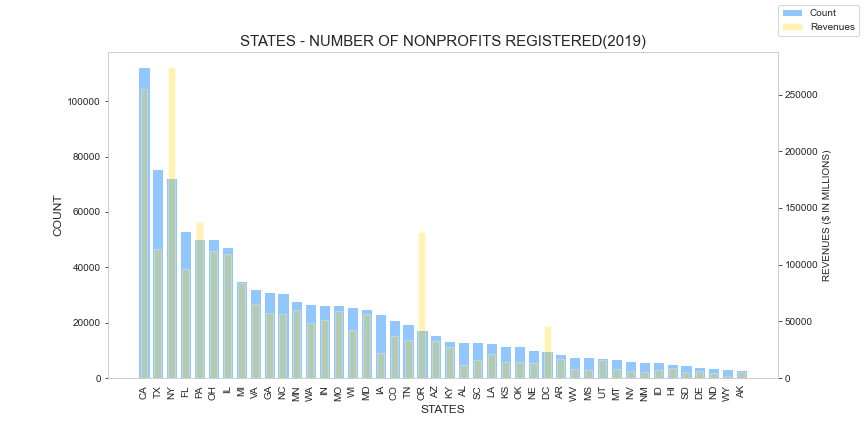 Count
Revenues
STATES - NUMBER OF NONPROFITS REGISTERED(2019)
100000
80000
60000
40000
20000
0
COUNT
250000
200000
150000
100000
50000
0
REVENUES ($ IN MILLIONS)
CA TX NY FL PA OH IL MI VA GA NC MN WA IN MO WI MD IA CO TN OR AZ KY AL SC LA KS OK NE DC AR WV MS UT MT NV NM ID HI SD DE ND WY AK
STATES